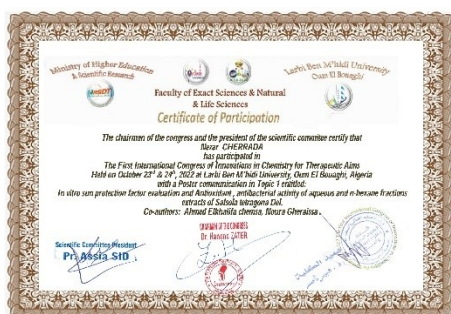 Ministry of Higher Education
& Scientific Research
Larbi Ben M'hidi University
Oum El Bouaghi
Faculty of Exact Sciences & Natural
& Life Sciences
Certificate of Participation
The chairmen of the congress and the president of the scientific commitee certify that
Nezar CHERRADA
has participated in
The First International Congress of Innovations in Chemistry for Therapeutic Aims
Held on October 23rd & 24th, 2022 at Larbi Ben M'hidi University, Oum El Bouaghi, Algeria
with a Poster communication in Topic 1 entitled:
In vitro sun protection factor evaluation and Antioxidant , antibacterial activity of aqueous and n-hexane fractions
extracts of Salsola tetragona Del.
Co-authors: Ahmed Elkhalifa chemsa, Noura Gheraissa
Scientific Committee President
Pr. Assia SID
CHAIRMEN OF THE CONGRESS
Dr. Hanane ZATER